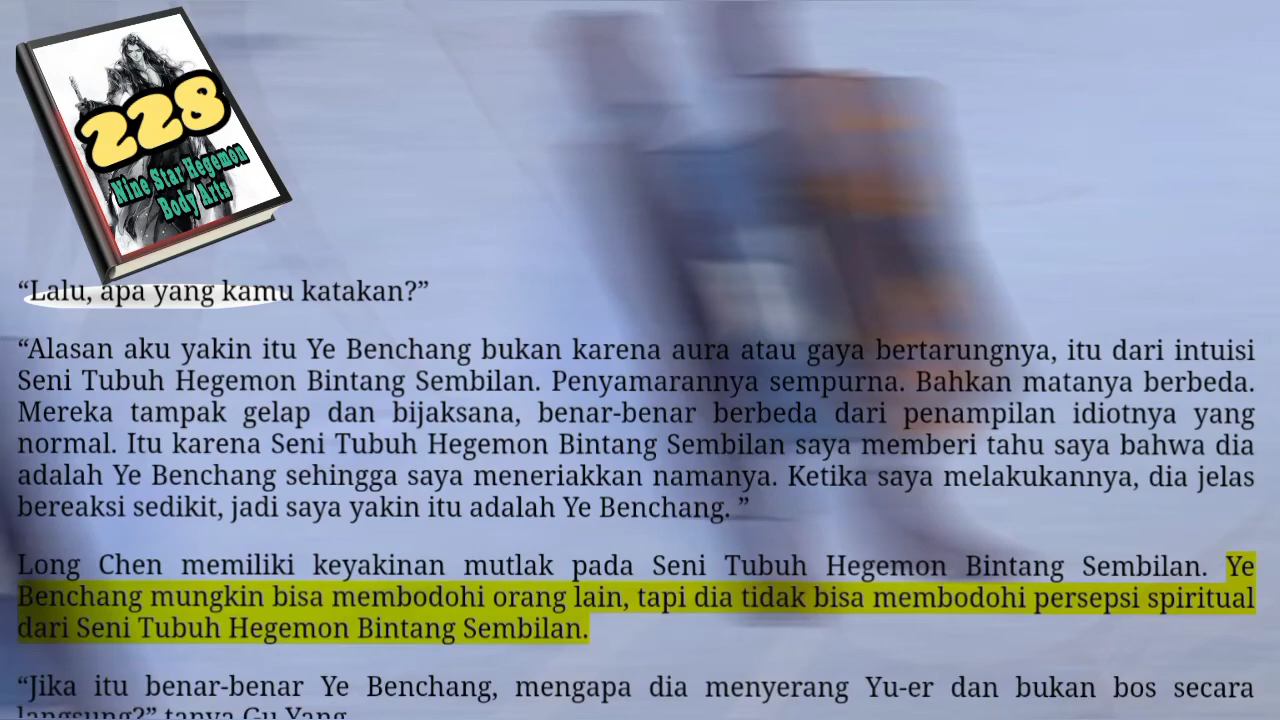 228
Nine Star Hegemon
Body Arts
“Lalu, apa yang kamu katakan?”
“Alasan aku yakin itu Ye Benchang bukan karena aura atau gaya bertarungnya, itu dari intuisi
Seni Tubuh Hegemon Bintang Sembilan. Penyamarannya sempurna. Bahkan matanya berbeda.
Mereka tampak gelap dan bijaksana, benar-benar berbeda dari penampilan idiotnya yang
normal. Itu karena Seni Tubuh Hegemon Bintang Sembilan saya memberi tahu saya bahwa dia
adalah Ye Benchang sehingga saya meneriakkan namanya. Ketika saya melakukannya, dia jelas
bereaksi sedikit, jadi saya yakin itu adalah Ye Benchang. ”
Long Chen memiliki keyakinan mutlak pada Seni Tubuh Hegemon Bintang Sembilan. Ye
Benchang mungkin bisa membodohi orang lain, tapi dia tidak bisa membodohi persepsi spiritual
dari Seni Tubuh Hegemon Bintang Sembilan.
“Jika itu benar-benar Ye Benchang, mengapa dia menyerang Yu-er dan bukan bos secara
langsung?” tanya Gu Yang.